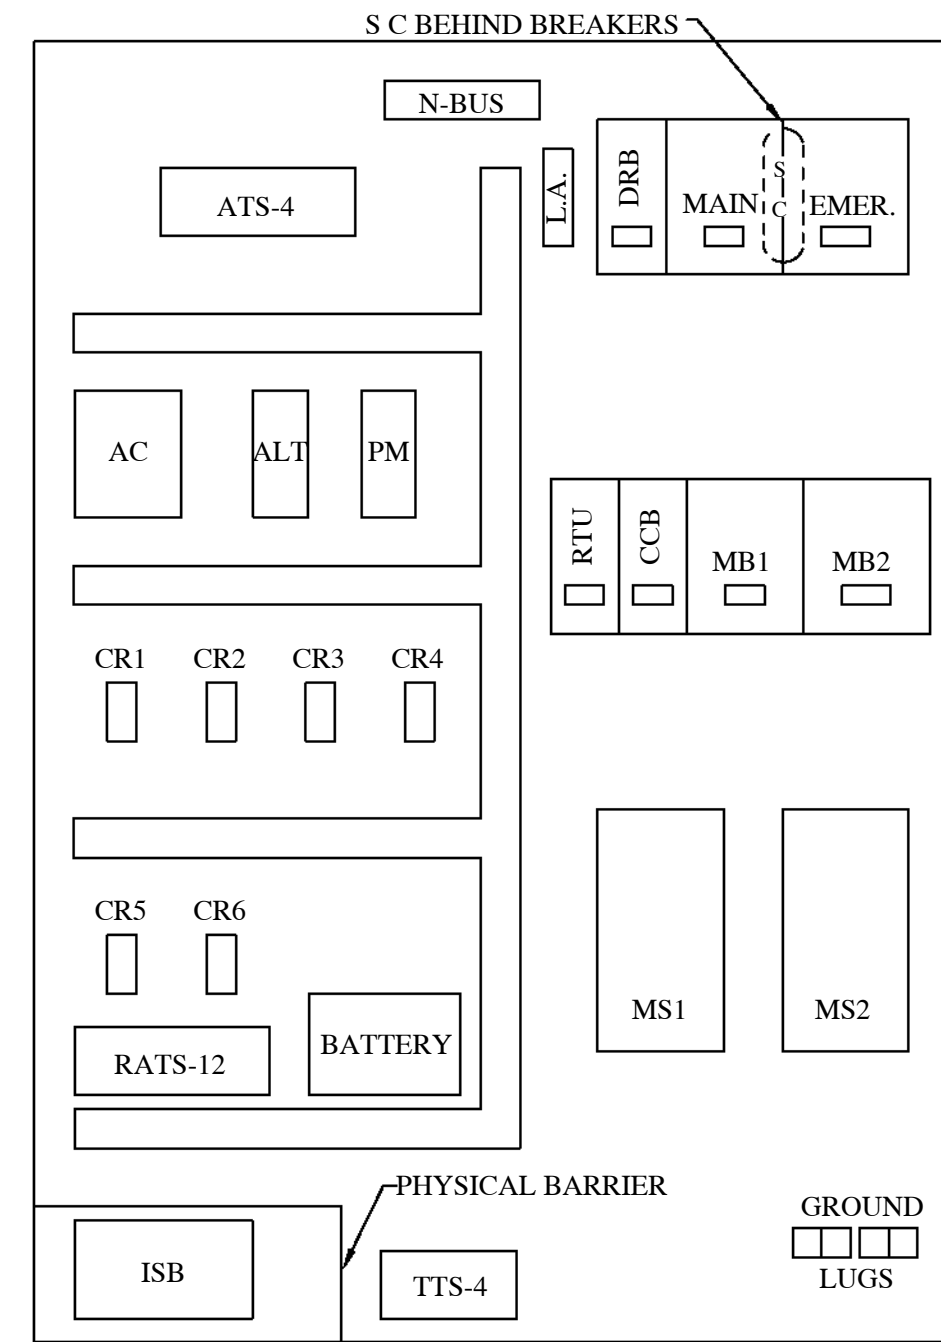 S C BEHIND BREAKERS
N-BUS
ATS-4
L.A.
DRB
MAIN
S
C
EMER.
AC
ALT
PM
RTU
CCB
MB1
MB2
CR1
CR2
CR3
CR4
CR5
CR6
RATS-12
BATTERY
MS1
MS2
PHYSICAL BARRIER
GROUND
LUGS
ISB
TTS-4